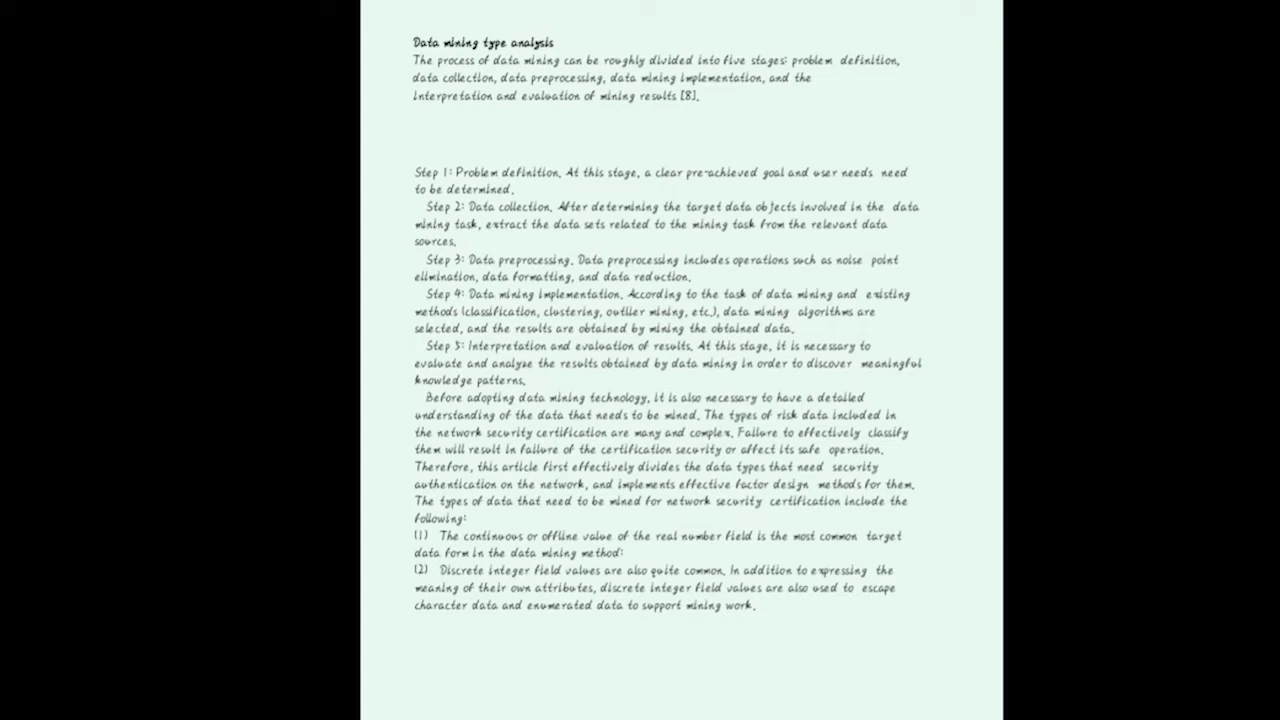 Data mining type analysis
The process of data mining can be roughly divided into five stages: problem definition,
data collection, data preprocessing, data mining implementation, and the
interpretation and evaluation of mining results [8].
Step 1: Problem definition. At this stage, a clear pre-achieved goal and user needs need
to be determined.
Step 2: Data collection. After determining the target data objects involved in the data
mining task, extract the data sets related to the mining task from the relevant data
sources.
Step 3: Data preprocessing. Data preprocessing includes operations such as noise point
elimination, data formatting, and data reduction.
Step 4: Data mining implementation. According to the task of data mining and existing
methods (classification, clustering, outlier mining, etc.), data mining algorithms are
selected, and the results are obtained by mining the obtained data.
Step 5: Interpretation and evaluation of results. At this stage, it is necessary to
evaluate and analyze the results obtained by data mining in order to discover meaningful
knowledge patterns.
Before adopting data mining technology, it is also necessary to have a detailed
understanding of the data that needs to be mined. The types of risk data included in
the network security certification are many and complex. Failure to effectively classify
them will result in failure of the certification security or affect its safe operation.
Therefore, this article first effectively divides the data types that need security
authentication on the network, and implements effective factor design methods for them.
The types of data that need to be mined for network security certification include the
following:
(1) The continuous or offline value of the real number field is the most common target
data form in the data mining method:
(2) Discrete integer field values are also quite common. In addition to expressing the
meaning of their own attributes, discrete integer field values are also used to escape
character data and enumerated data to support mining work.